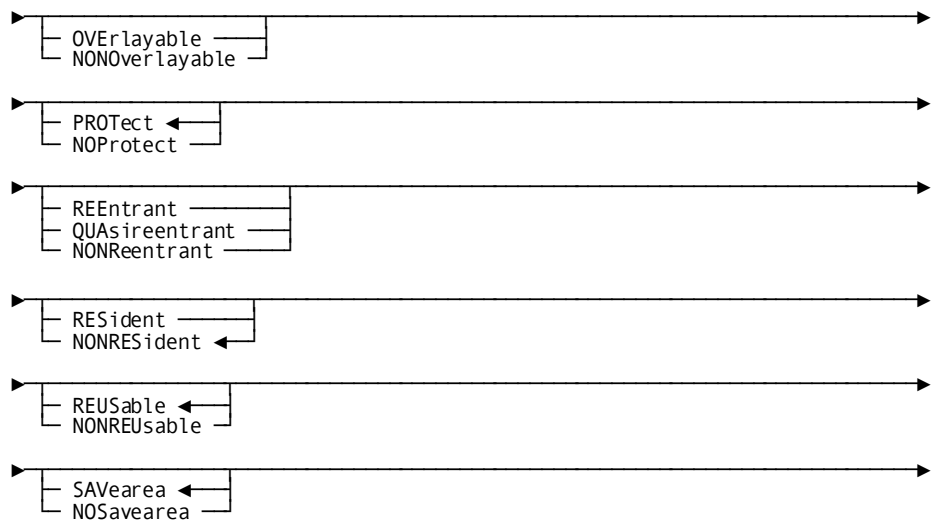 OVErlayable
NONOverlayable
PROTect
NOProtect
REEntrant
QUAsireentrant
NONReentrant
RESident
NONRESident
REUSable
NONREUsable
SAVearea
NOSavearea